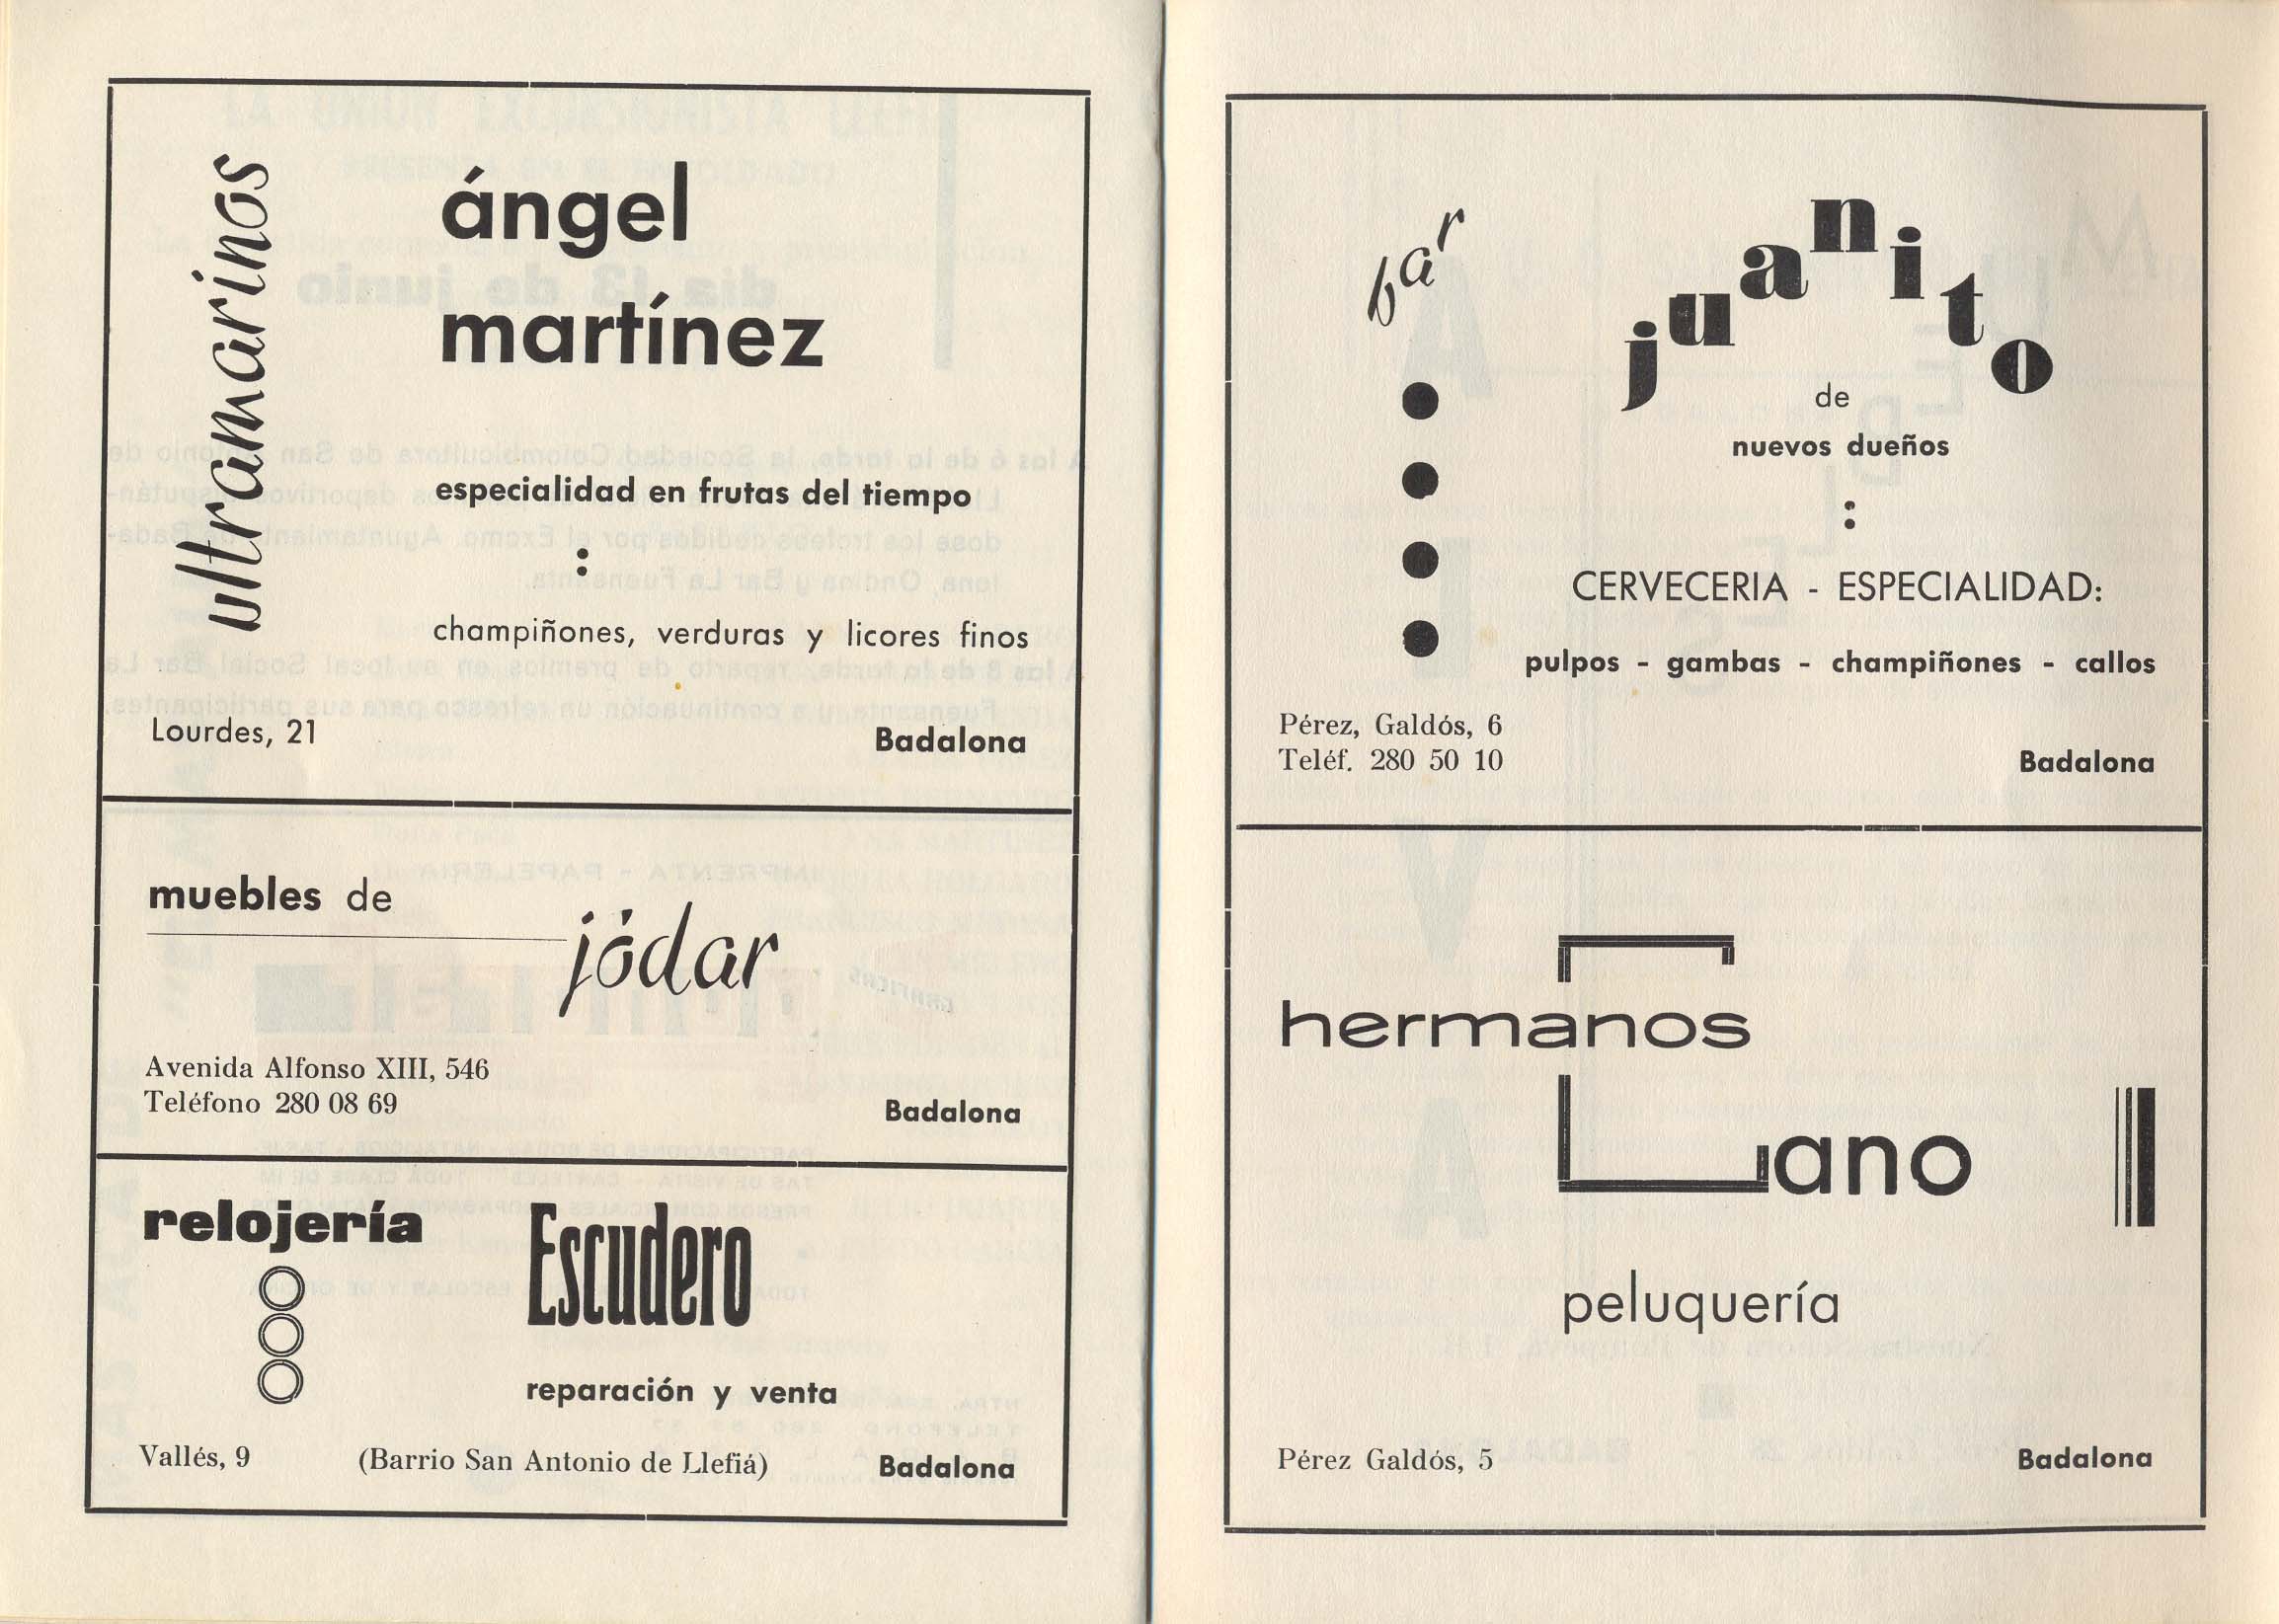 ultramarinos
ángel
martínez
especialidad en frutas del tiempo
:
champiñones, verduras y licores finos
Lourdes, 21
Badalona
muebles de
jódar
Avenida Alfonso XIII, 546
Teléfono 280 08 69
Badalona
relojería
Escudero
reparación y venta
Vallés, 9 (Barrio San Antonio de Llefiá) Badalona
bar
juanito
de
nuevos dueños
:
CERVECERIA - ESPECIALIDAD:
pulpos - gambas - champiñones - callos
Pérez, Galdós, 6
Teléf. 280 50 10
Badalona
hermanos
Lano
peluquería
Pérez Galdós, 5
Badalona